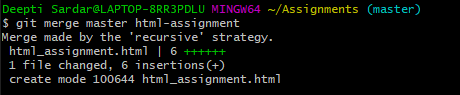 Deepti Sardar@LAPTOP-8RR3PDLU MINGW64 ~/Assignments (master)
$ git merge master html-assignment
Merge made by the 'recursive' strategy.
 html_assignment.html | 6 ++++++
 1 file changed, 6 insertions(+)
 create mode 100644 html_assignment.html